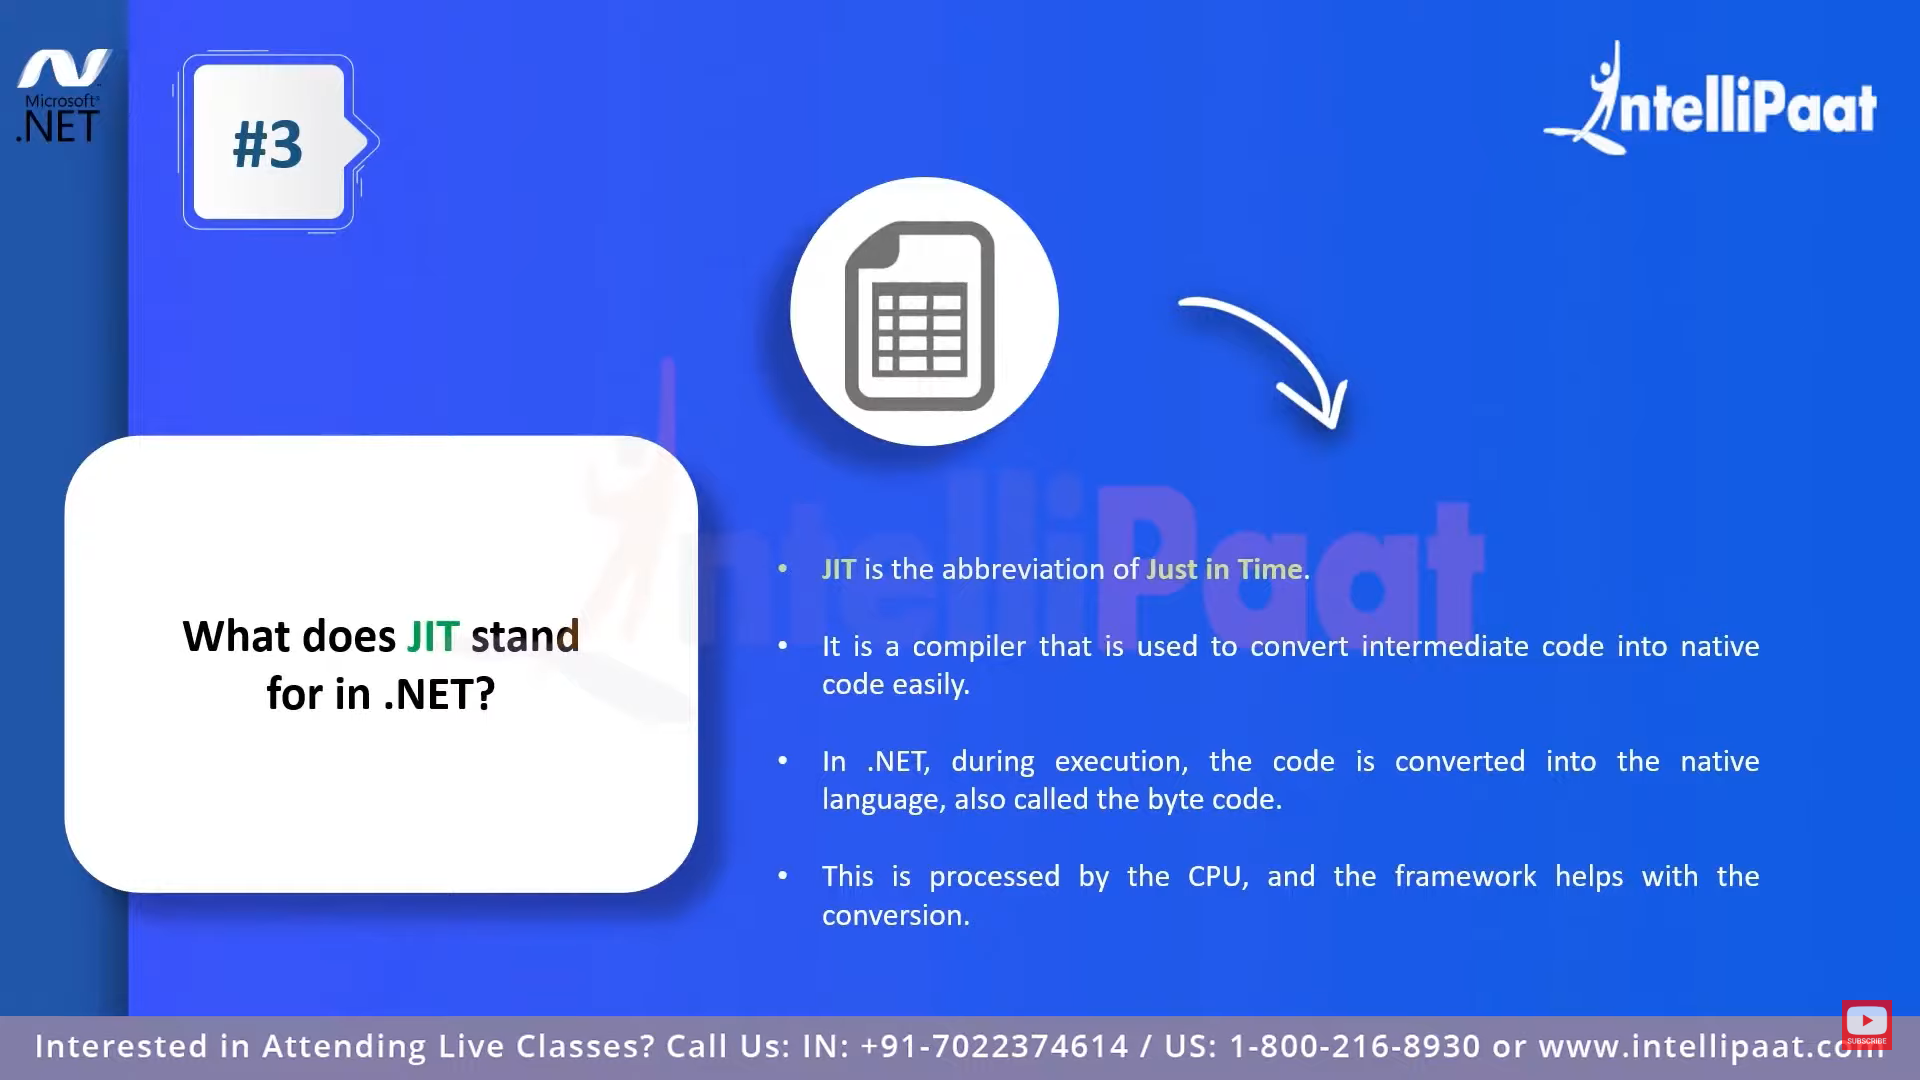 Microsoft
.NET
#3
IntelliPaat
What does JIT stand
for in .NET?
IntelliPaat
• JIT is the abbreviation of Just in Time.
• It is a compiler that is used to convert intermediate code into native
code easily.
• In .NET, during execution, the code is converted into the native
language, also called the byte code.
• This is processed by the CPU, and the framework helps with the
conversion.
Interested in Attending Live Classes? Call Us: IN: +91-7022374614 / US: 1-800-216-8930 or www.intellipaat.com
SUBSCRIBE